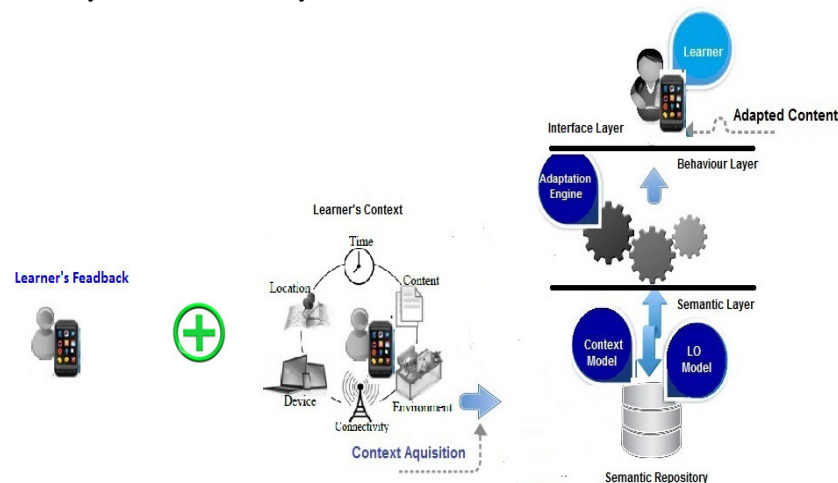 Learner's Feadback
Learner's Context
Time
Location
Content
Device
Connectivity
Environment
Context Aquisition
Learner
Adapted Content
Interface Layer
Behaviour Layer
Adaptation
Engine
Semantic Layer
Context
Model
LO
Model
Semantic Repository